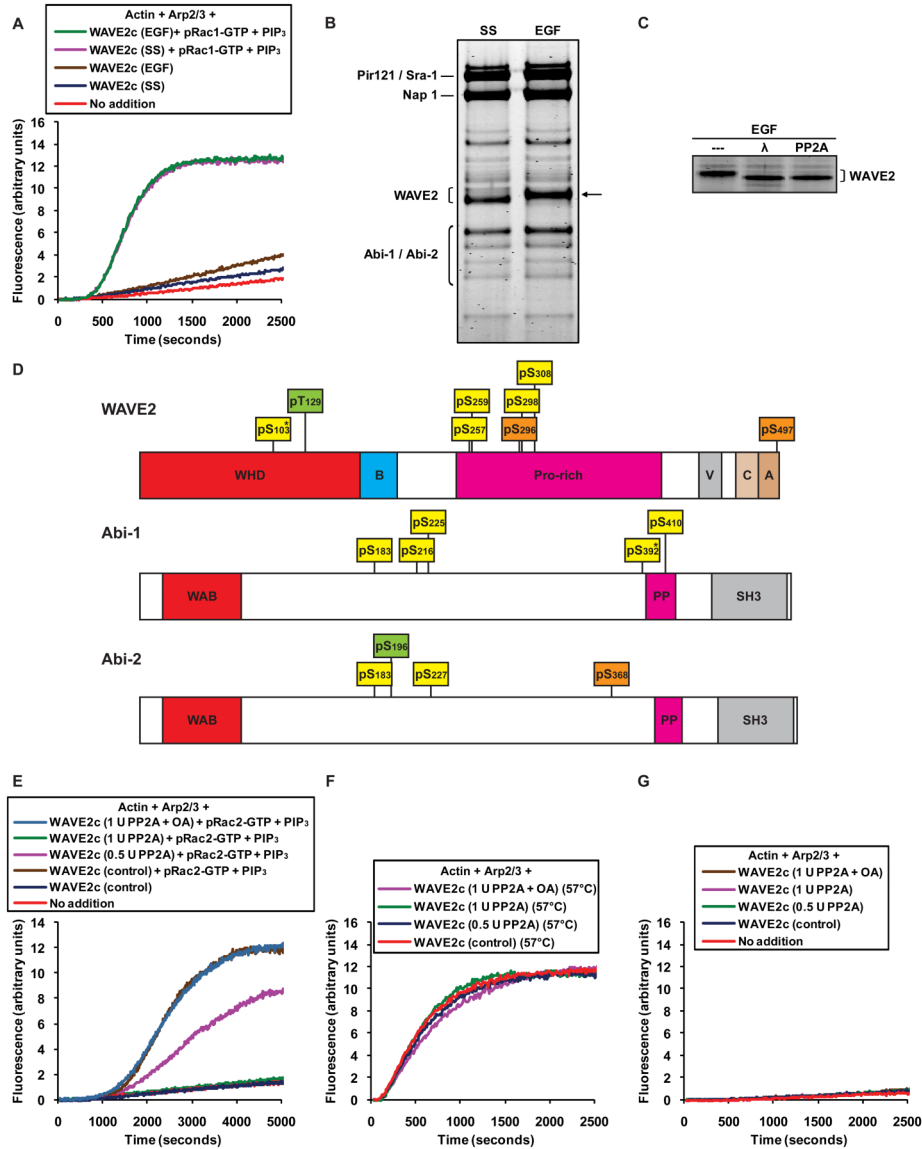 A
Actin + Arp2/3 +
WAVE2c (EGF)+ pRac1-GTP + PIP₃
WAVE2c (SS) + pRac1-GTP + PIP₃
WAVE2c (EGF)
WAVE2c (SS)
No addition
Fluorescence (arbitrary units)
16
14
12
10
8
6
4
2
0
0 500 1000 1500 2000 2500
Time (seconds)
B
SS EGF
Pir121 / Sra-1
Nap 1
WAVE2
Abi-1 / Abi-2
C
EGF
--- λ PP2A
WAVE2
D
WAVE2
pS308
pT129 pS259 pS298
pS103* pS257 pS296 pS497
WHD B Pro-rich V C A
Abi-1
pS225 pS410
pS183 pS216 pS392*
WAB PP SH3
Abi-2
pS196
pS183 pS227 pS368
WAB PP SH3
E
Actin + Arp2/3 +
WAVE2c (1 U PP2A + OA) + pRac2-GTP + PIP₃
WAVE2c (1 U PP2A) + pRac2-GTP + PIP₃
WAVE2c (0.5 U PP2A) + pRac2-GTP + PIP₃
WAVE2c (control) + pRac2-GTP + PIP₃
WAVE2c (control)
No addition
Fluorescence (arbitrary units)
14
12
10
8
6
4
2
0
0 1000 2000 3000 4000 5000
Time (seconds)
F
Actin + Arp2/3 +
WAVE2c (1 U PP2A + OA) (57°C)
WAVE2c (1 U PP2A) (57°C)
WAVE2c (0.5 U PP2A) (57°C)
WAVE2c (control) (57°C)
Fluorescence (arbitrary units)
16
14
12
10
8
6
4
2
0
0 500 1000 1500 2000 2500
Time (seconds)
G
Actin + Arp2/3 +
WAVE2c (1 U PP2A + OA)
WAVE2c (1 U PP2A)
WAVE2c (0.5 U PP2A)
WAVE2c (control)
No addition
Fluorescence (arbitrary units)
16
14
12
10
8
6
4
2
0
0 500 1000 1500 2000 2500
Time (seconds)